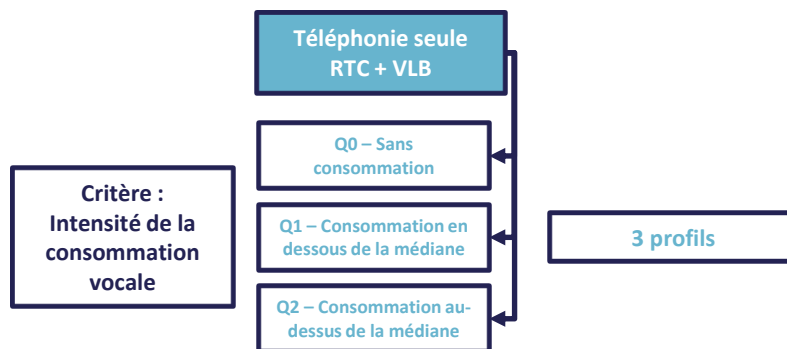 Téléphonie seule
RTC + VLB
Q0 – Sans
consommation
Critère :
Intensité de la
consommation
vocale
Q1 – Consommation en
dessous de la médiane
3 profils
Q2 – Consommation au-
dessus de la médiane